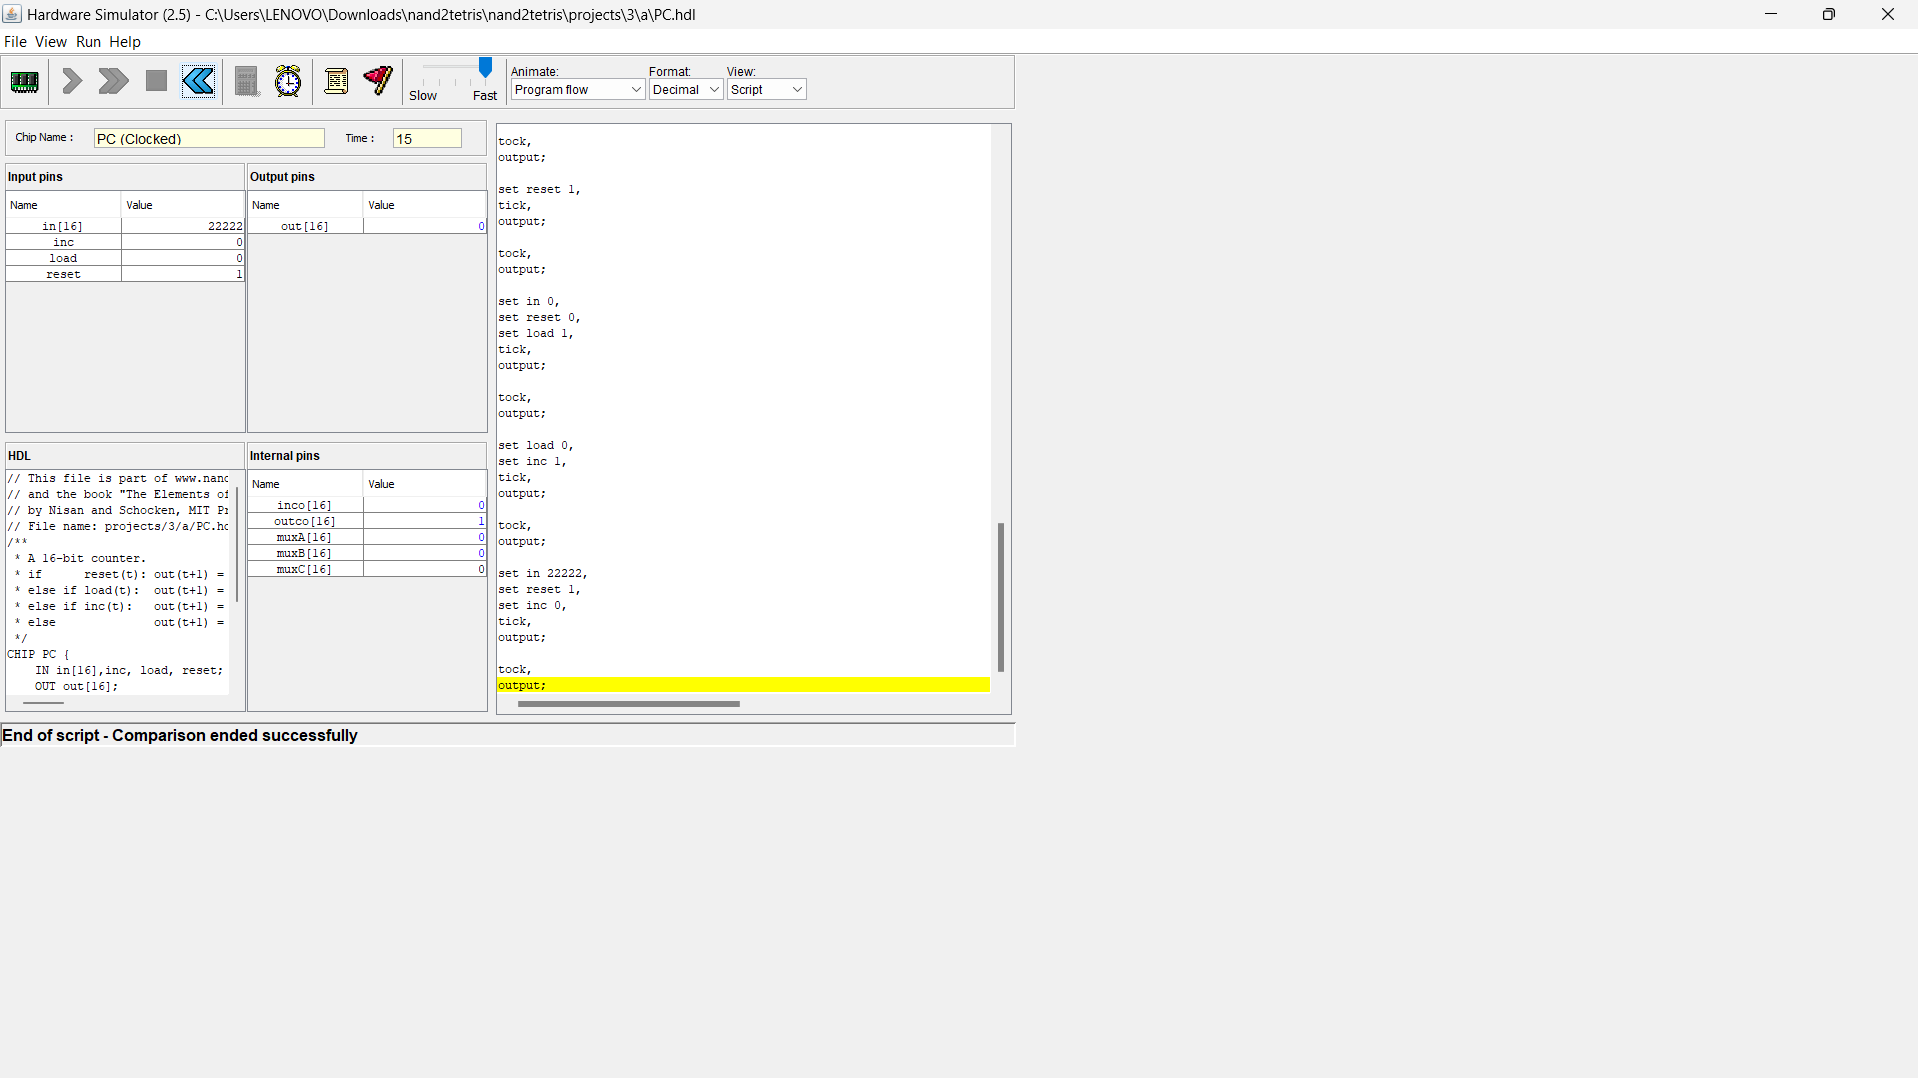 Hardware Simulator (2.5) - C:\Users\LENOVO\Downloads\nand2tetris\nand2tetris\projects\3\a\PC.hdl
File View Run Help
Slow Fast
Animate: Format: View:
Program flow Decimal Script
Chip Name : PC (Clocked) Time : 15
Input pins
Name Value
in[16] 22222
inc 0
load 0
reset 1
Output pins
Name Value
out[16] 0
HDL
// This file is part of www.nand
// and the book "The Elements of
// by Nisan and Schocken, MIT Pr
// File name: projects/3/a/PC.hd
/**
* A 16-bit counter.
* if reset(t): out(t+1) =
* else if load(t): out(t+1) =
* else if inc(t): out(t+1) =
* else out(t+1) =
*/
CHIP PC {
IN in[16],inc, load, reset;
OUT out[16];
Internal pins
Name Value
inco[16] 0
outco[16] 1
muxA[16] 0
muxB[16] 0
muxC[16] 0
tock,
output;
set reset 1,
tick,
output;
tock,
output;
set in 0,
set reset 0,
set load 1,
tick,
output;
tock,
output;
set load 0,
set inc 1,
tick,
output;
tock,
output;
set in 22222,
set reset 1,
set inc 0,
tick,
output;
tock,
output;
End of script - Comparison ended successfully